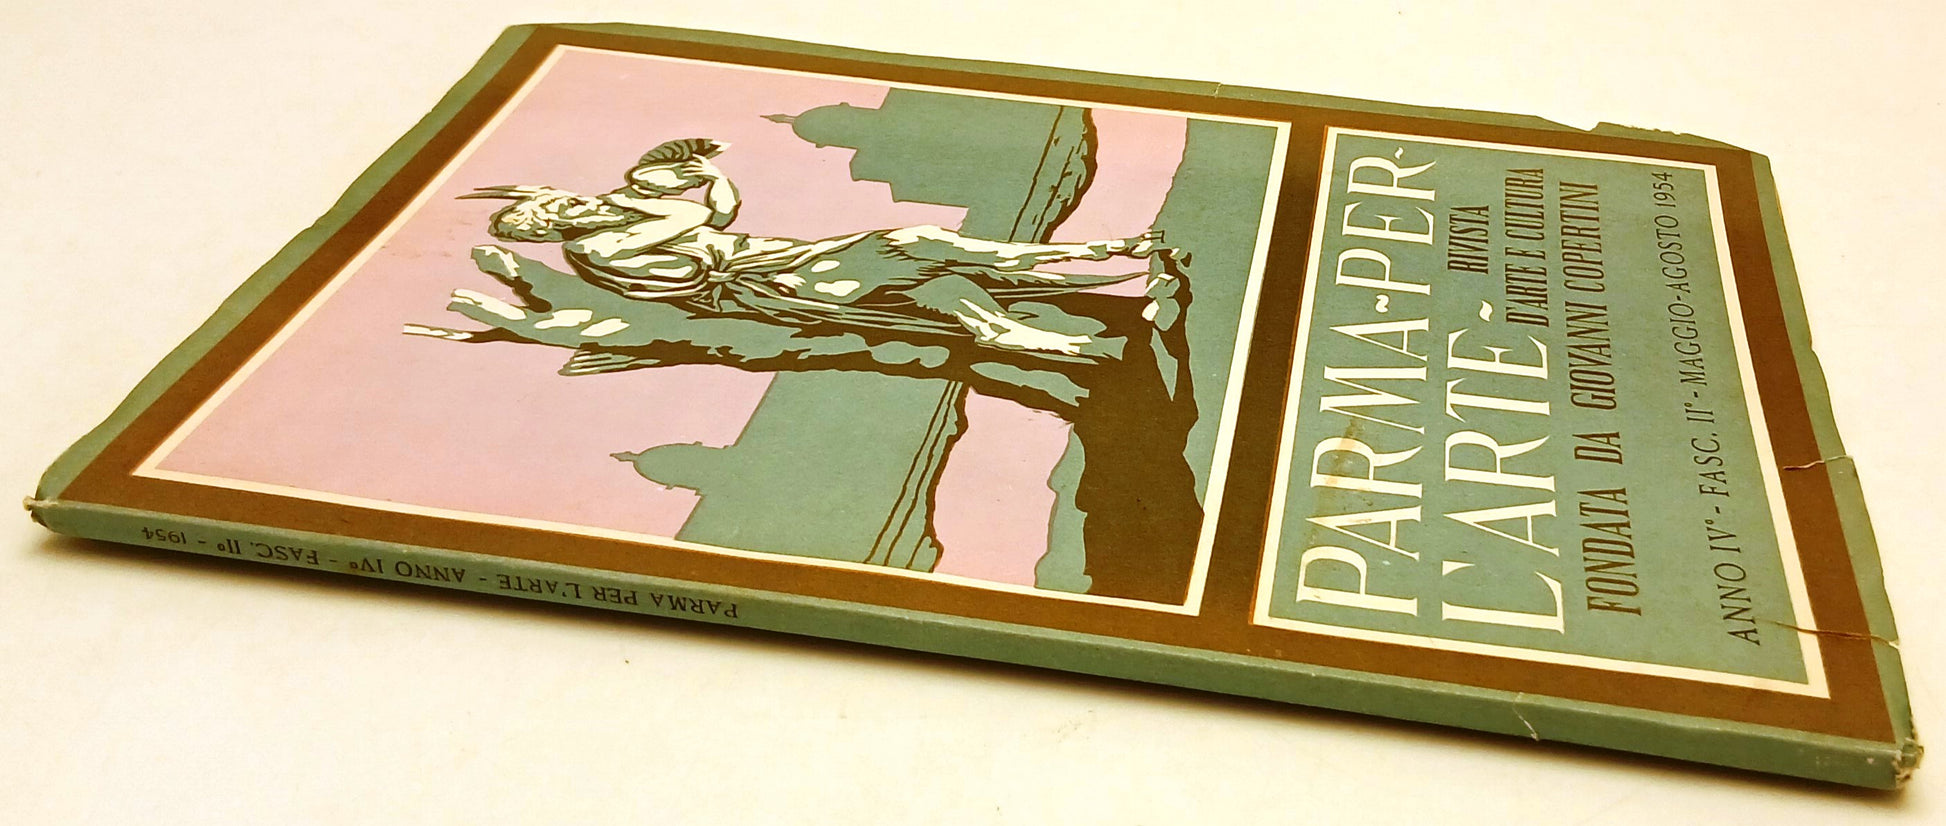 PARMA~PER~
L'ARTE~ RIVISTA
D'ARTE E CULTURA
FONDATA DA GIOVANNI COPERTINI
ANNO IV° - FASC. II° - MAGGIO - AGOSTO 1954
PARMA PER L'ARTE - ANNO IV° - FASC. II° - 1954